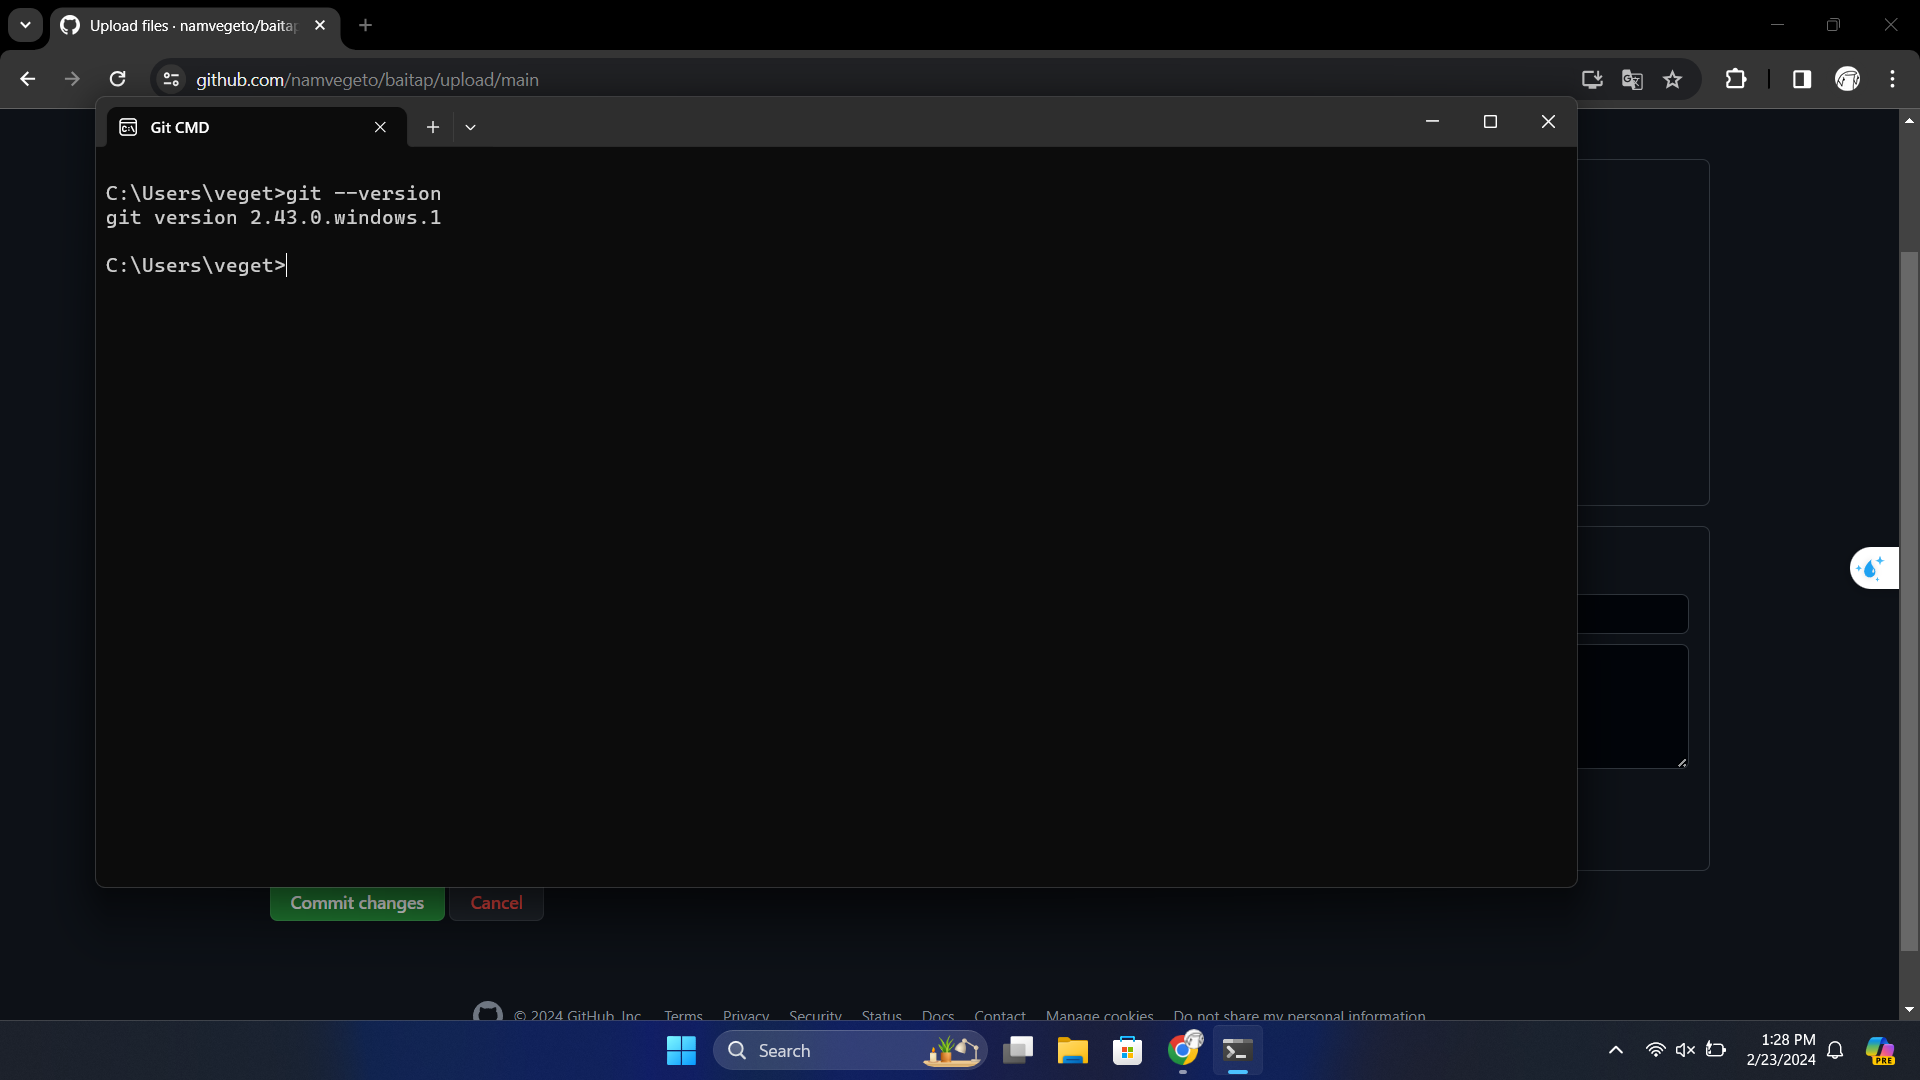 Upload files · namvegeto/baitap
github.com/namvegeto/baitap/upload/main
Git CMD
C:\Users\veget>git --version
git version 2.43.0.windows.1
C:\Users\veget>
Commit changes
Cancel
© 2024 GitHub, Inc. Terms Privacy Security Status Docs Contact Manage cookies Do not share my personal information
Search
1:28 PM
2/23/2024
PRE